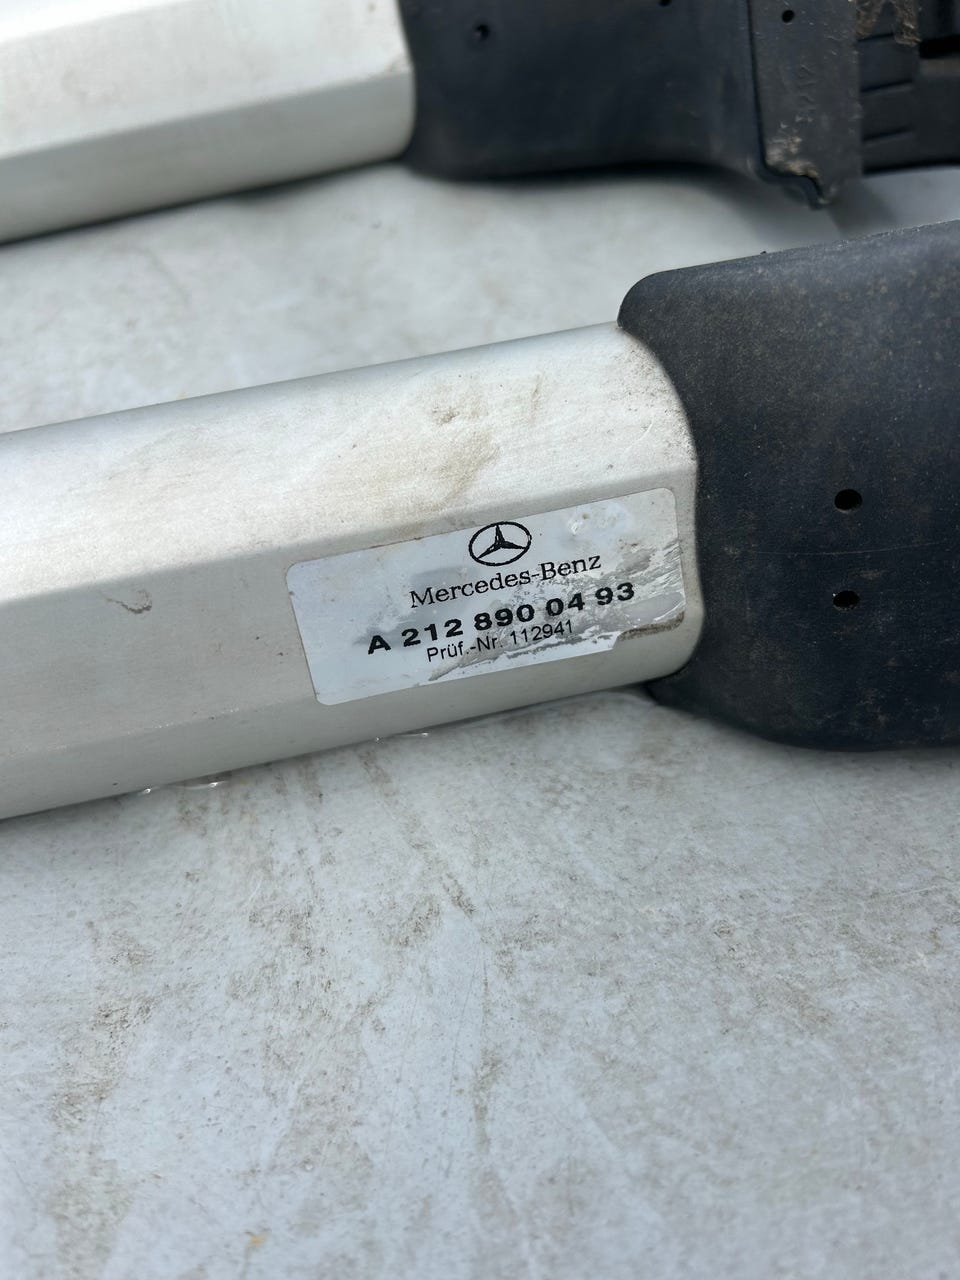 Mercedes-Benz
A 212 890 04 93
Prüf.-Nr. 112941